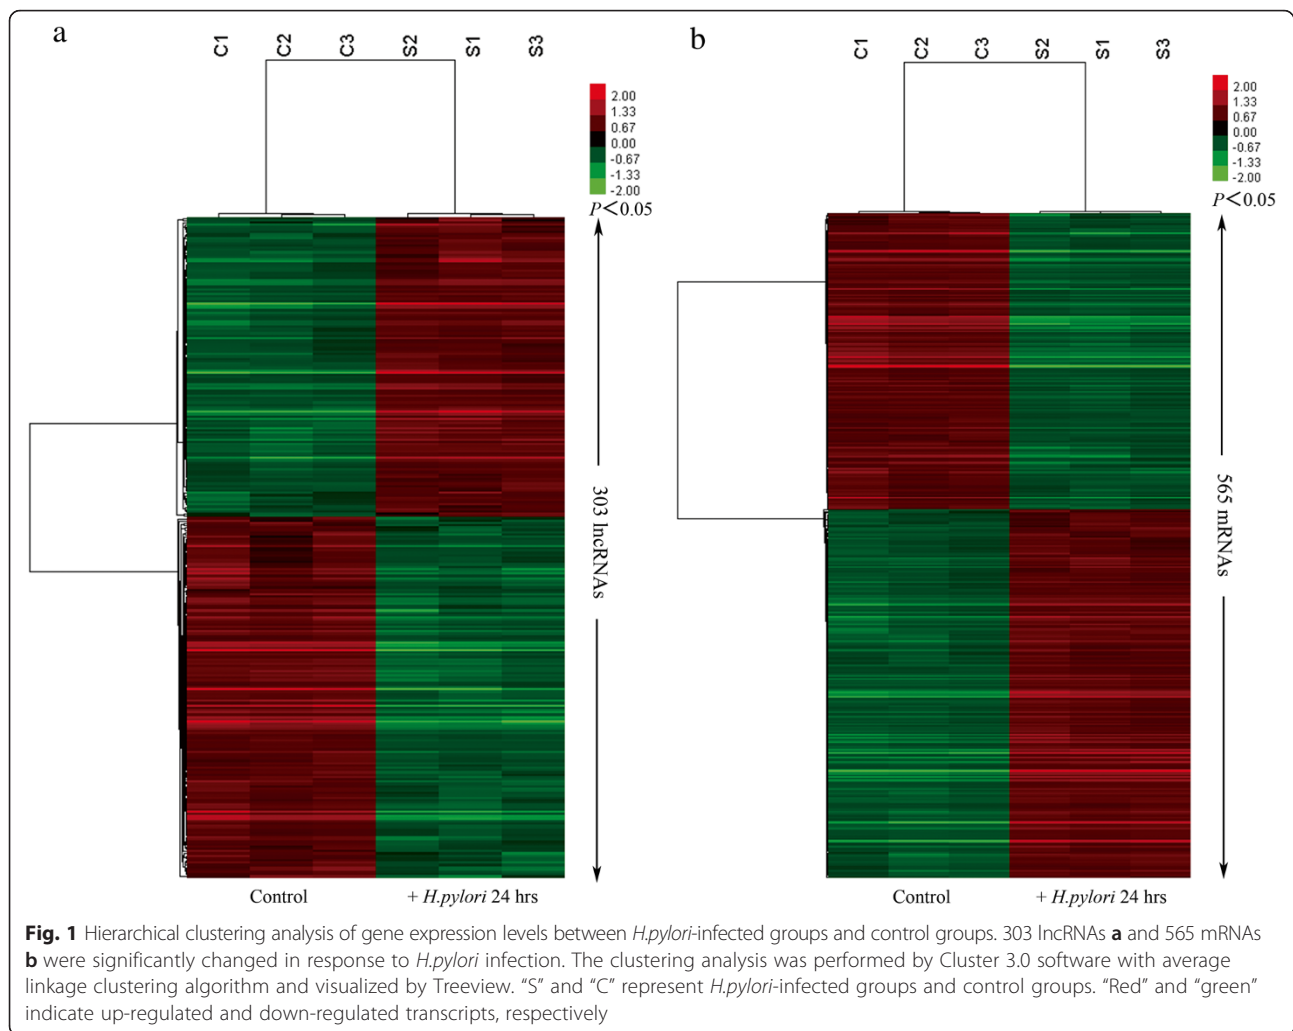 a
C1 C2 C3 S2 S1 S3
2.00
1.33
0.67
0.00
-0.67
-1.33
-2.00
P<0.05
303 lncRNAs
Control + H.pylori 24 hrs
b
C1 C2 C3 S2 S1 S3
2.00
1.33
0.67
0.00
-0.67
-1.33
-2.00
P<0.05
565 mRNAs
Control + H.pylori 24 hrs
Fig. 1 Hierarchical clustering analysis of gene expression levels between H.pylori-infected groups and control groups. 303 lncRNAs a and 565 mRNAs
b were significantly changed in response to H.pylori infection. The clustering analysis was performed by Cluster 3.0 software with average
linkage clustering algorithm and visualized by Treeview. “S” and “C” represent H.pylori-infected groups and control groups. “Red” and “green”
indicate up-regulated and down-regulated transcripts, respectively